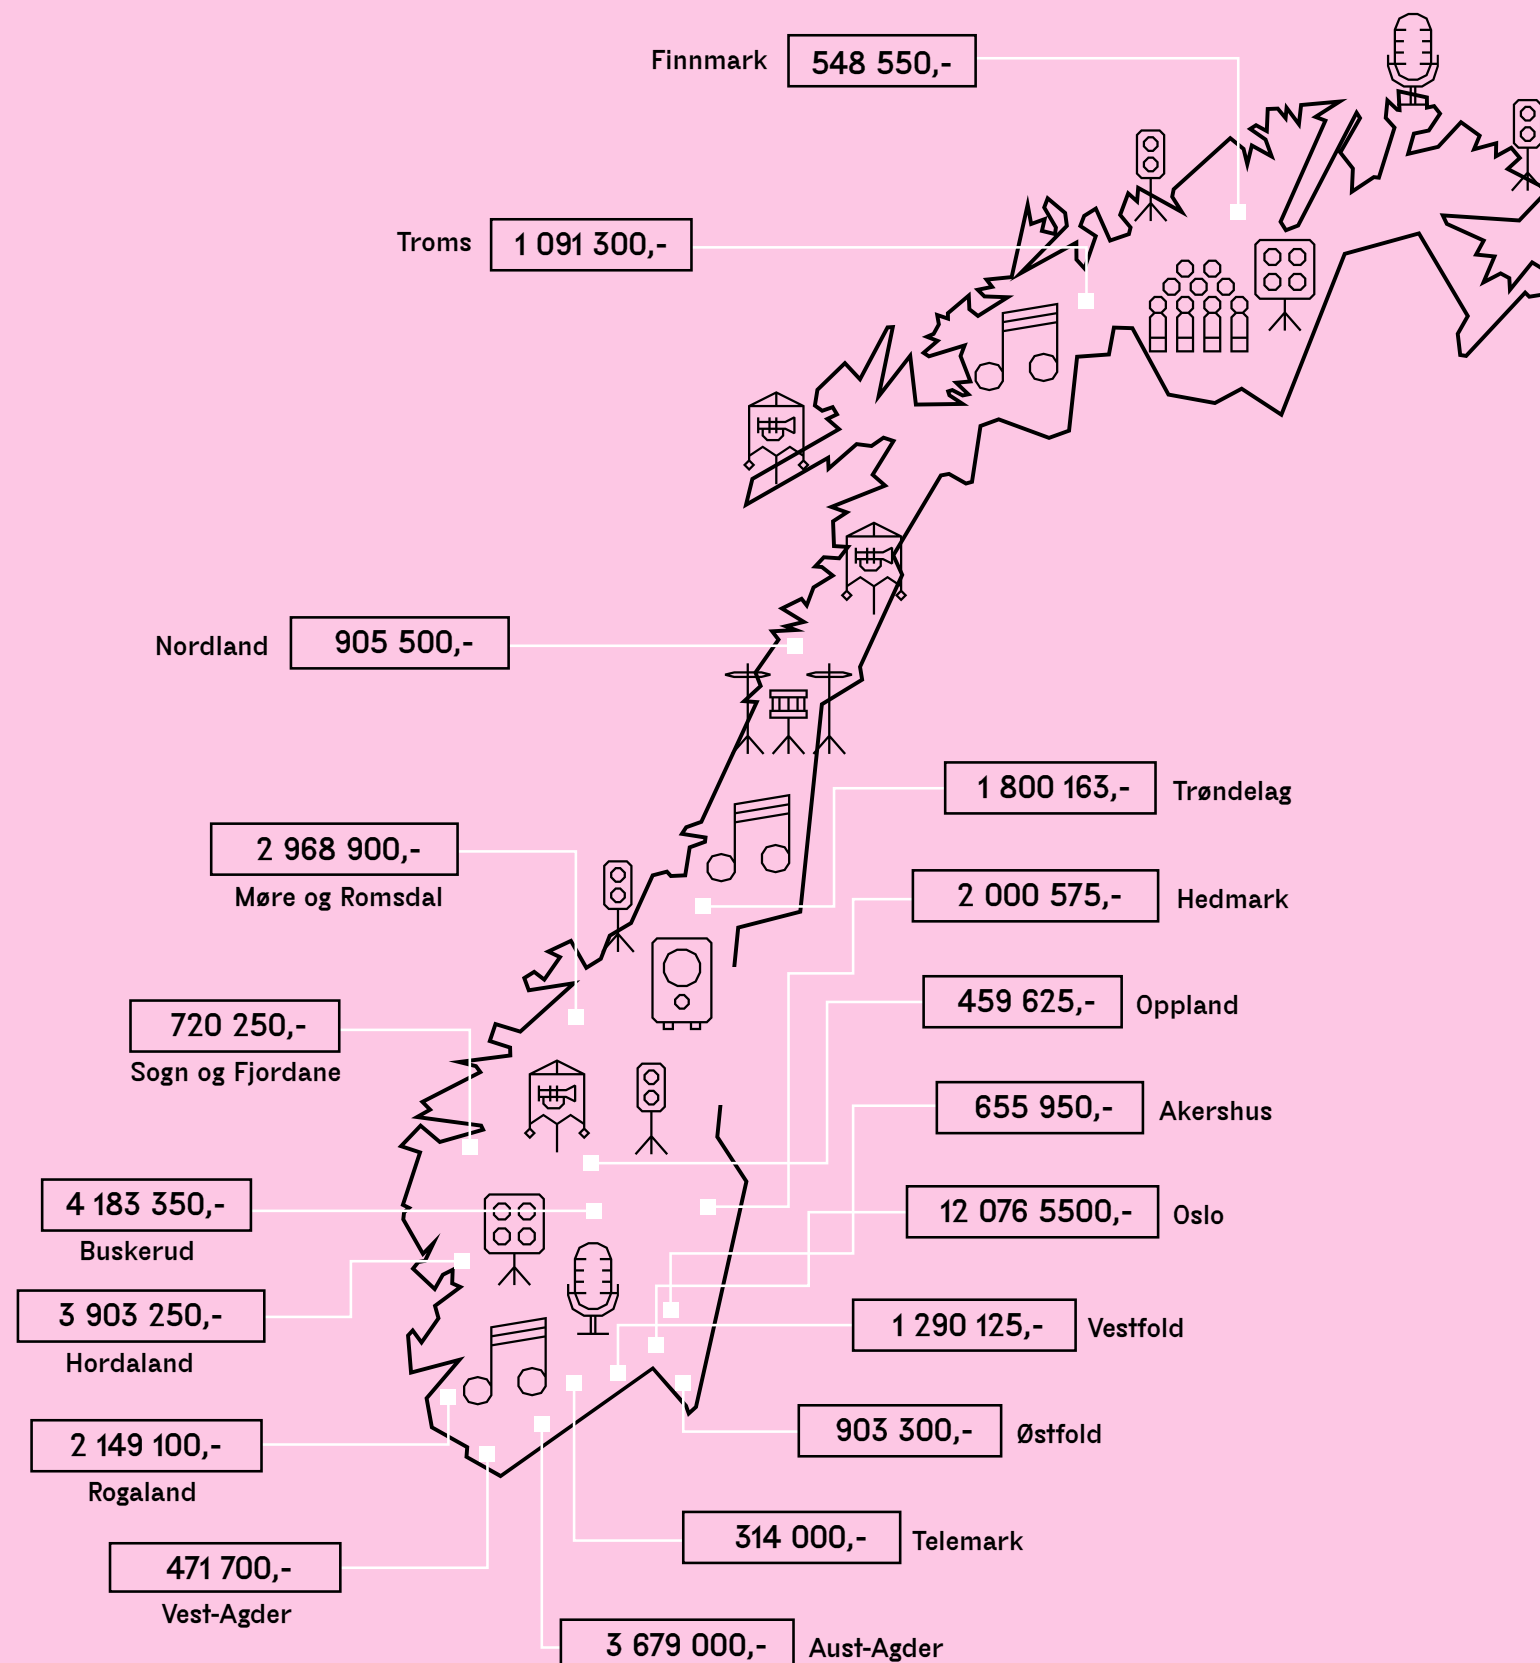 Finnmark 548 550,-
Troms 1 091 300,-
Nordland 905 500,-
1 800 163,- Trøndelag
2 968 900,-
Møre og Romsdal
2 000 575,- Hedmark
459 625,- Oppland
720 250,-
Sogn og Fjordane
655 950,- Akershus
4 183 350,-
Buskerud
12 076 5500,- Oslo
3 903 250,-
Hordaland
1 290 125,- Vestfold
2 149 100,-
Rogaland
903 300,- Østfold
314 000,- Telemark
471 700,-
Vest-Agder
3 679 000,- Aust-Agder